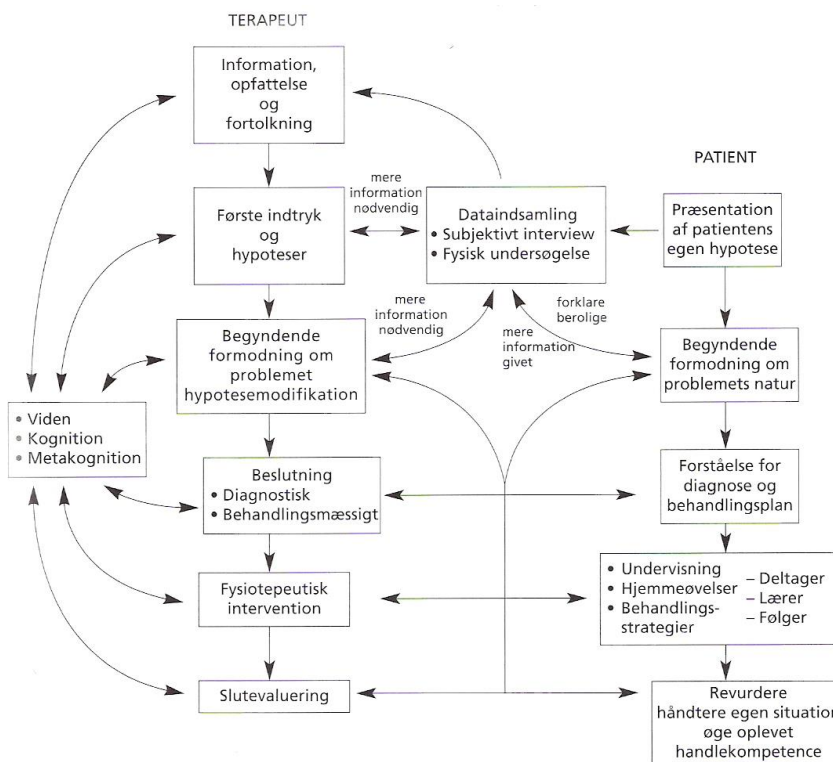 TERAPEUT
Information,
opfattelse
og
fortolkning
mere
information
nødvendig
Første indtryk
og
hypoteser
Dataindsamling
• Subjektivt interview
• Fysisk undersøgelse
PATIENT
Præsentation
af patientens
egen hypotese
mere
information
nødvendig
forklare
berolige
mere
information
givet
Begyndende
formodning om
problemet
hypotesemodifikation
Begyndende
formodning om
problemets natur
• Viden
• Kognition
• Metakognition
Beslutning
• Diagnostisk
• Behandlingsmæssigt
Forståelse for
diagnose og
behandlingsplan
Fysiotepeutisk
intervention
• Undervisning
• Hjemmeøvelser
• Behandlings-
strategier
– Deltager
– Lærer
– Følger
Slutevaluering
Revurdere
håndtere egen situation
øge oplevet
handlekompetence